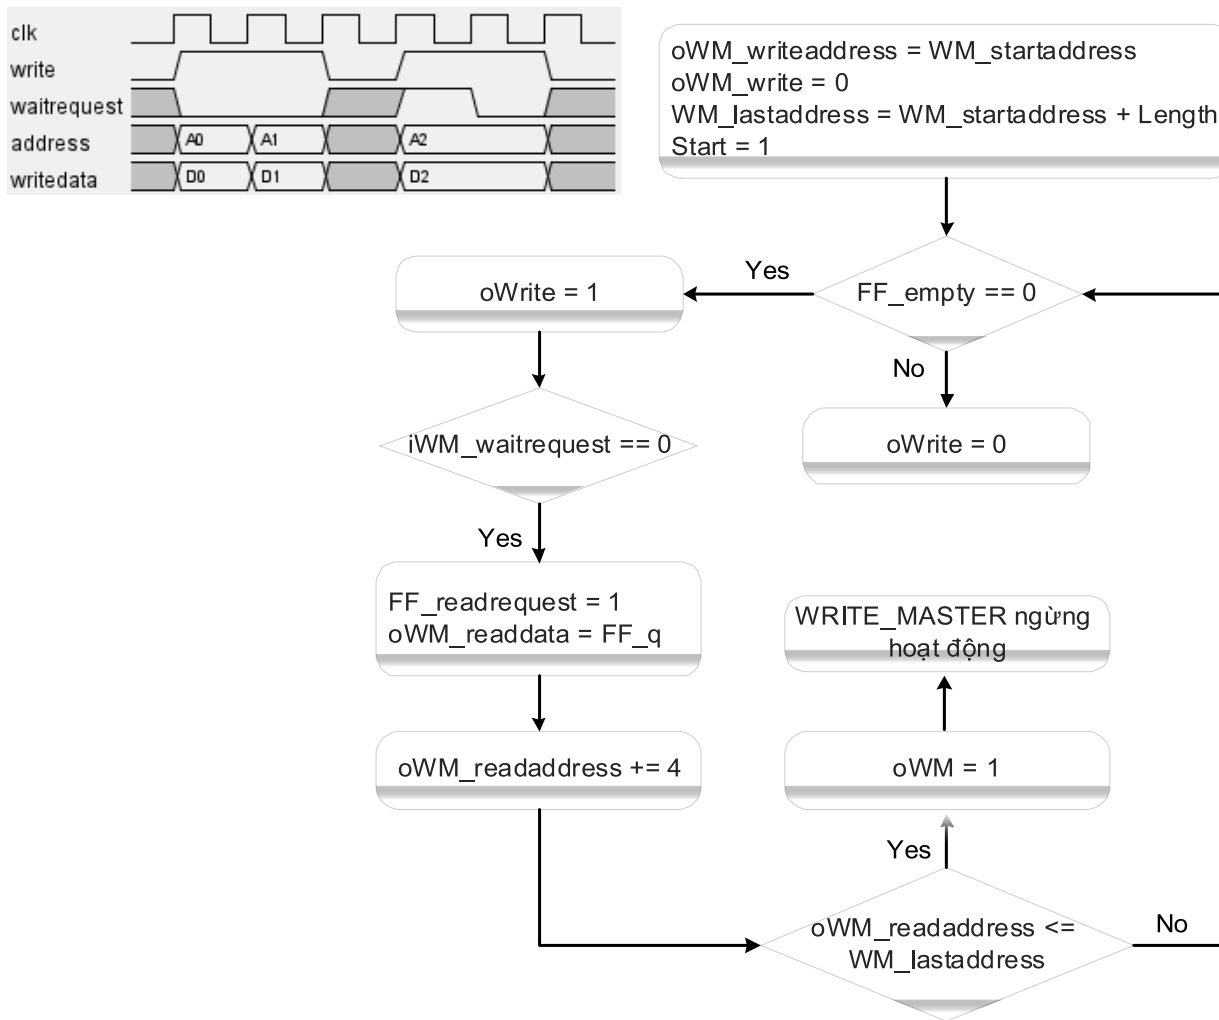 clk
write
waitrequest
address
A0
A1
A2
writedata
D0
D1
D2
oWM_writeaddress = WM_startaddress
oWM_write = 0
WM_lastaddress = WM_startaddress + Length
Start = 1
FF_empty == 0
Yes
No
oWrite = 1
oWrite = 0
iWM_waitrequest == 0
Yes
FF_readrequest = 1
oWM_readdata = FF_q
oWM_readaddress += 4
WRITE_MASTER ngừng
hoạt động
oWM = 1
Yes
oWM_readaddress <=
WM_lastaddress
No